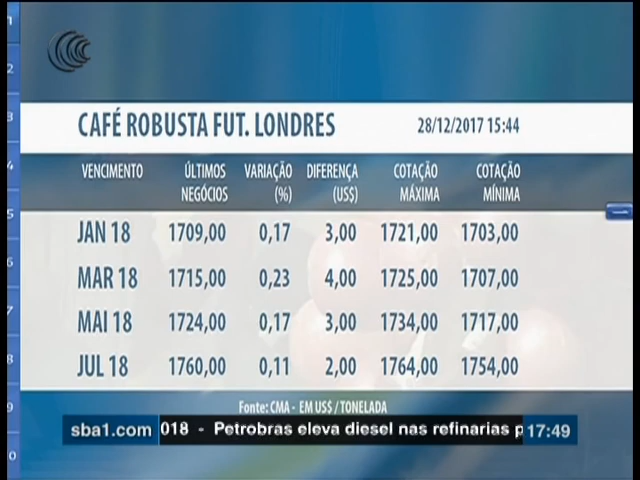 CAFÉ ROBUSTA FUT. LONDRES 28/12/2017 15:44
VENCIMENTO ÚLTIMOS NEGÓCIOS VARIAÇÃO (%) DIFERENÇA (US$) COTAÇÃO MÁXIMA COTAÇÃO MÍNIMA
JAN 18 1709,00 0,17 3,00 1721,00 1703,00
MAR 18 1715,00 0,23 4,00 1725,00 1707,00
MAI 18 1724,00 0,17 3,00 1734,00 1717,00
JUL 18 1760,00 0,11 2,00 1764,00 1754,00
Fonte: CMA - EM US$ / TONELADA
sba1.com 018 - Petrobras eleva diesel nas refinarias p 17:49